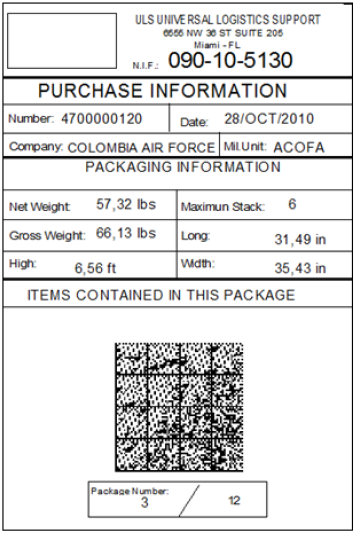 ULS UNIVERSAL LOGISTICS SUPPORT
6566 NW 36 ST SUITE 205
Miami - FL
N.I.F.: 090-10-5130
PURCHASE INFORMATION
Number: 4700000120 Date: 28/OCT/2010
Company: COLOMBIA AIR FORCE Mil.Unit: ACOFA
PACKAGING INFORMATION
Net Weight: 57,32 lbs Maximun Stack: 6
Gross Weight: 66,13 lbs Long: 31,49 in
High: 6,56 ft Width: 35,43 in
ITEMS CONTAINED IN THIS PACKAGE
Package Number:
3 / 12